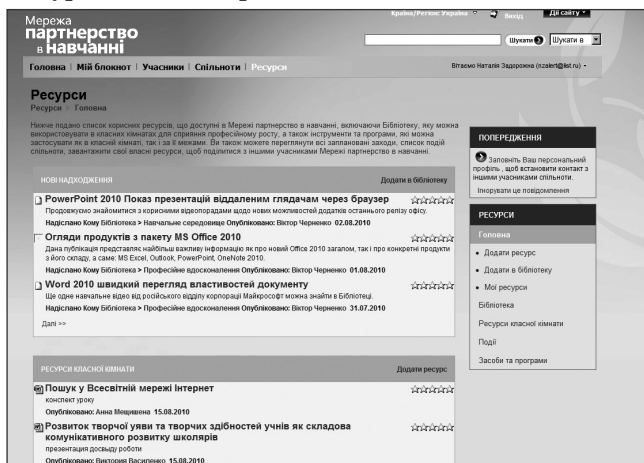 Країна/Регіон: Україна
Вихід
Дії сайту
Мережа
партнерство
в навчанні
Шукати
Шукати в
Головна | Мій блокнот | Учасники | Спільноти | Ресурси
Вітаємо Наталія Задорожна (nzalert@list.ru)
Ресурси
Ресурси > Головна
Нижче подано список корисних ресурсів, що доступні в Мережі партнерство в навчанні, включаючи Бібліотеку, яку можна
використовувати в класних кімнатах для сприяння професійному росту, а також інструменти та програми, які можна
застосувати як в класній кімнаті, так і за її межами. Ви також можете переглянути всі заплановані заходи, список подій
спільноти, завантажити свої власні ресурси, щоб поділитися з іншими учасниками Мережі партнерство в навчанні.
НОВІ НАДХОДЖЕННЯ
Додати в бібліотеку
PowerPoint 2010 Показ презентацій віддаленим глядачам через браузер
Продовжуємо знайомитися з корисними відеопорадами щодо нових можливостей додатків останнього релізу офісу.
Надіслано Кому Бібліотека > Навчальне середовище Опубліковано: Віктор Черненко 02.08.2010
Огляди продуктів з пакету MS Office 2010
Дана публікація представляє найбільш важливу інформацію як про новий Office 2010 загалом, так і про конкретні продукти
з його складу, а саме: MS Excel, Outlook, PowerPoint, OneNote 2010.
Надіслано Кому Бібліотека > Професійне вдосконалення Опубліковано: Віктор Черненко 01.08.2010
Word 2010 швидкий перегляд властивостей документу
Ще одне навчальне відео від російського відділу корпорації Майкрософт можна знайти в Бібліотеці.
Надіслано Кому Бібліотека > Професійне вдосконалення Опубліковано: Віктор Черненко 31.07.2010
Далі >>
РЕСУРСИ КЛАСНОЇ КІМНАТИ
Додати ресурс
Пошук у Всесвітній мережі Інтернет
конспект уроку
Опубліковано: Анна Мещишена 15.08.2010
Розвиток творчої уяви та творчих здібностей учнів як складова
комунікативного розвитку школярів
презентация досвыду роботи
Опубліковано: Виктория Василенко 15.08.2010
ПОПЕРЕДЖЕННЯ
Заповніть Ваш персональний
профіль , щоб встановити контакт з
іншими учасниками спільноти.
Ігнорувати це повідомлення
РЕСУРСИ
Головна
• Додати ресурс
• Додати в бібліотеку
• Мої ресурси
Бібліотека
Ресурси класної кімнати
Події
Засоби та програми